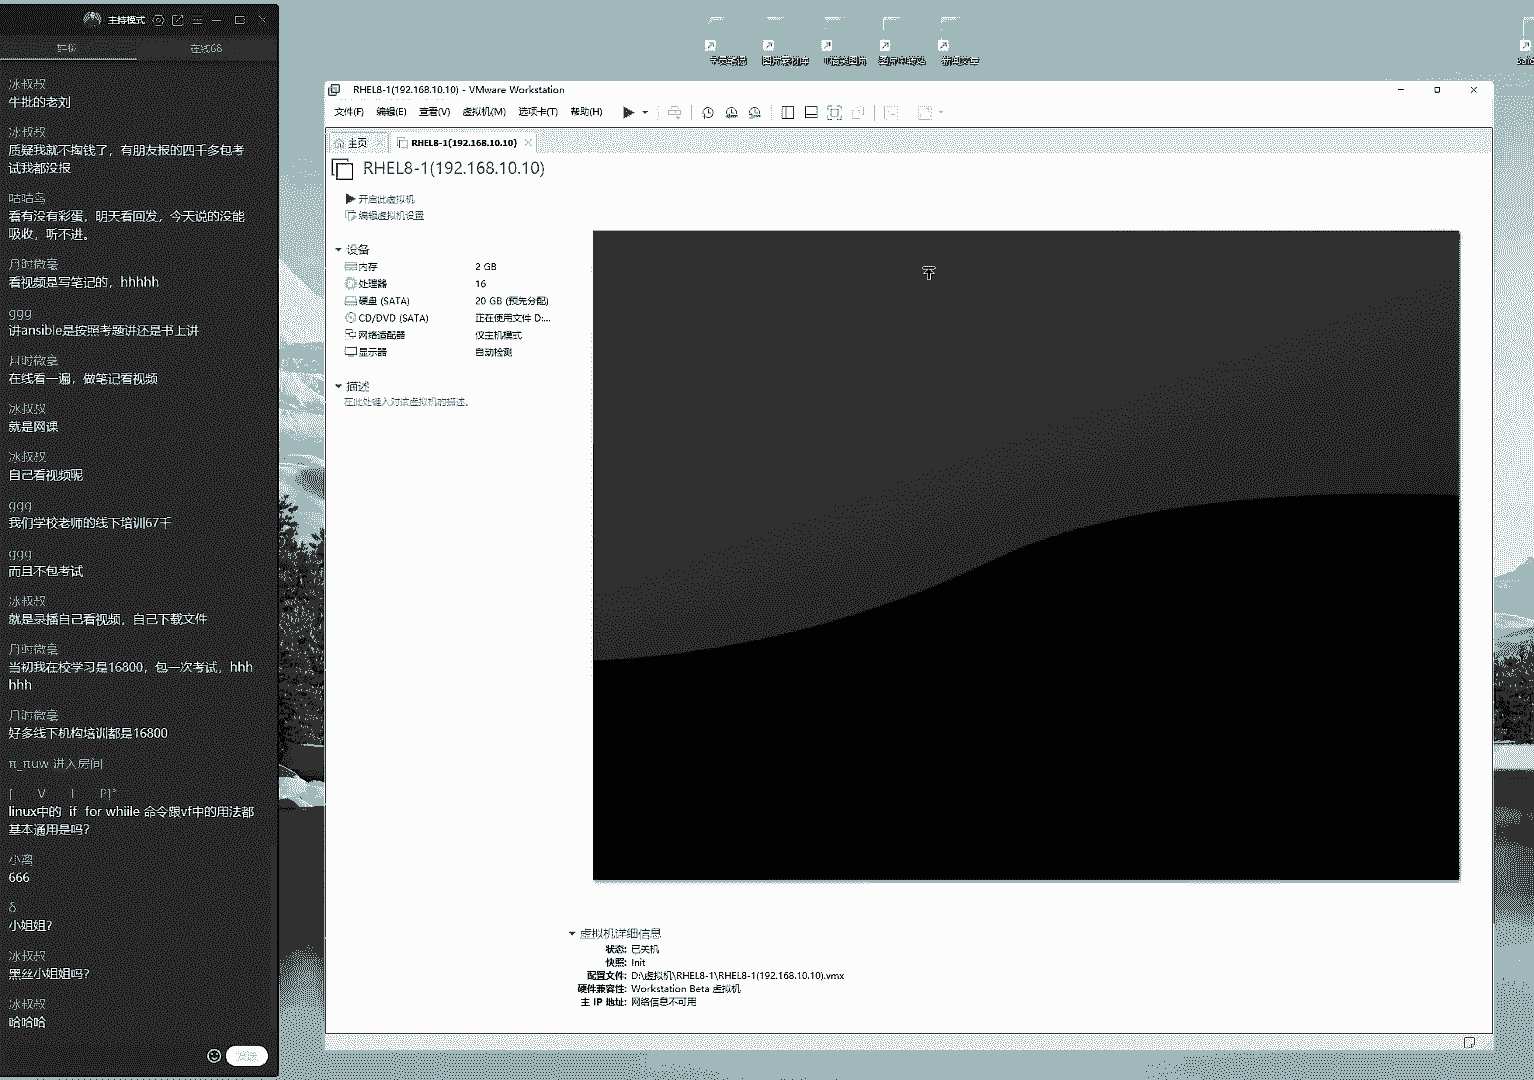 主持模式
在线68
冰叔叔
牛批的老刘
冰叔叔
质疑我就不掏钱了，有朋友报的四千多包考
试我都没报
咕咕鸟
看有没有彩蛋，明天看回发，今天说的没能
吸收，听不进。
月时微毫
看视频是写笔记的，hhhhh
ggg
讲ansible是按照考题讲还是书上讲
月时微毫
在线看一遍，做笔记看视频
冰叔叔
就是网课
冰叔叔
自己看视频呢
ggg
我们学校老师的线下培训67千
ggg
而且不包考试
冰叔叔
就是录播自己看视频，自己下载文件
月时微毫
当初我在校学习是16800，包一次考试，hhh
hhh
月时微毫
好多线下机构培训都是16800
π_πuw 进入房间
[ V I P]°
linux中的 if for whiile 命令跟vf中的用法都
基本通用是吗?
小离
666
δ
小姐姐?
冰叔叔
黑丝小姐姐吗?
冰叔叔
哈哈哈
发送
RHEL8-1(192.168.10.10) - VMware Workstation
文件(F) 编辑(E) 查看(V) 虚拟机(M) 选项卡(T) 帮助(H)
主页 RHEL8-1(192.168.10.10)
RHEL8-1(192.168.10.10)
开启此虚拟机
编辑虚拟机设置
设备
内存 2 GB
处理器 16
硬盘 (SATA) 20 GB (预先分配)
CD/DVD (SATA) 正在使用文件 D:...
网络适配器 仅主机模式
显示器 自动检测
描述
在此处键入对该虚拟机的描述。
虚拟机详细信息
状态: 已关机
快照: Init
配置文件: D:\虚拟机\RHEL8-1\RHEL8-1(192.168.10.10).vmx
硬件兼容性: Workstation Beta 虚拟机
主 IP 地址: 网络信息不可用